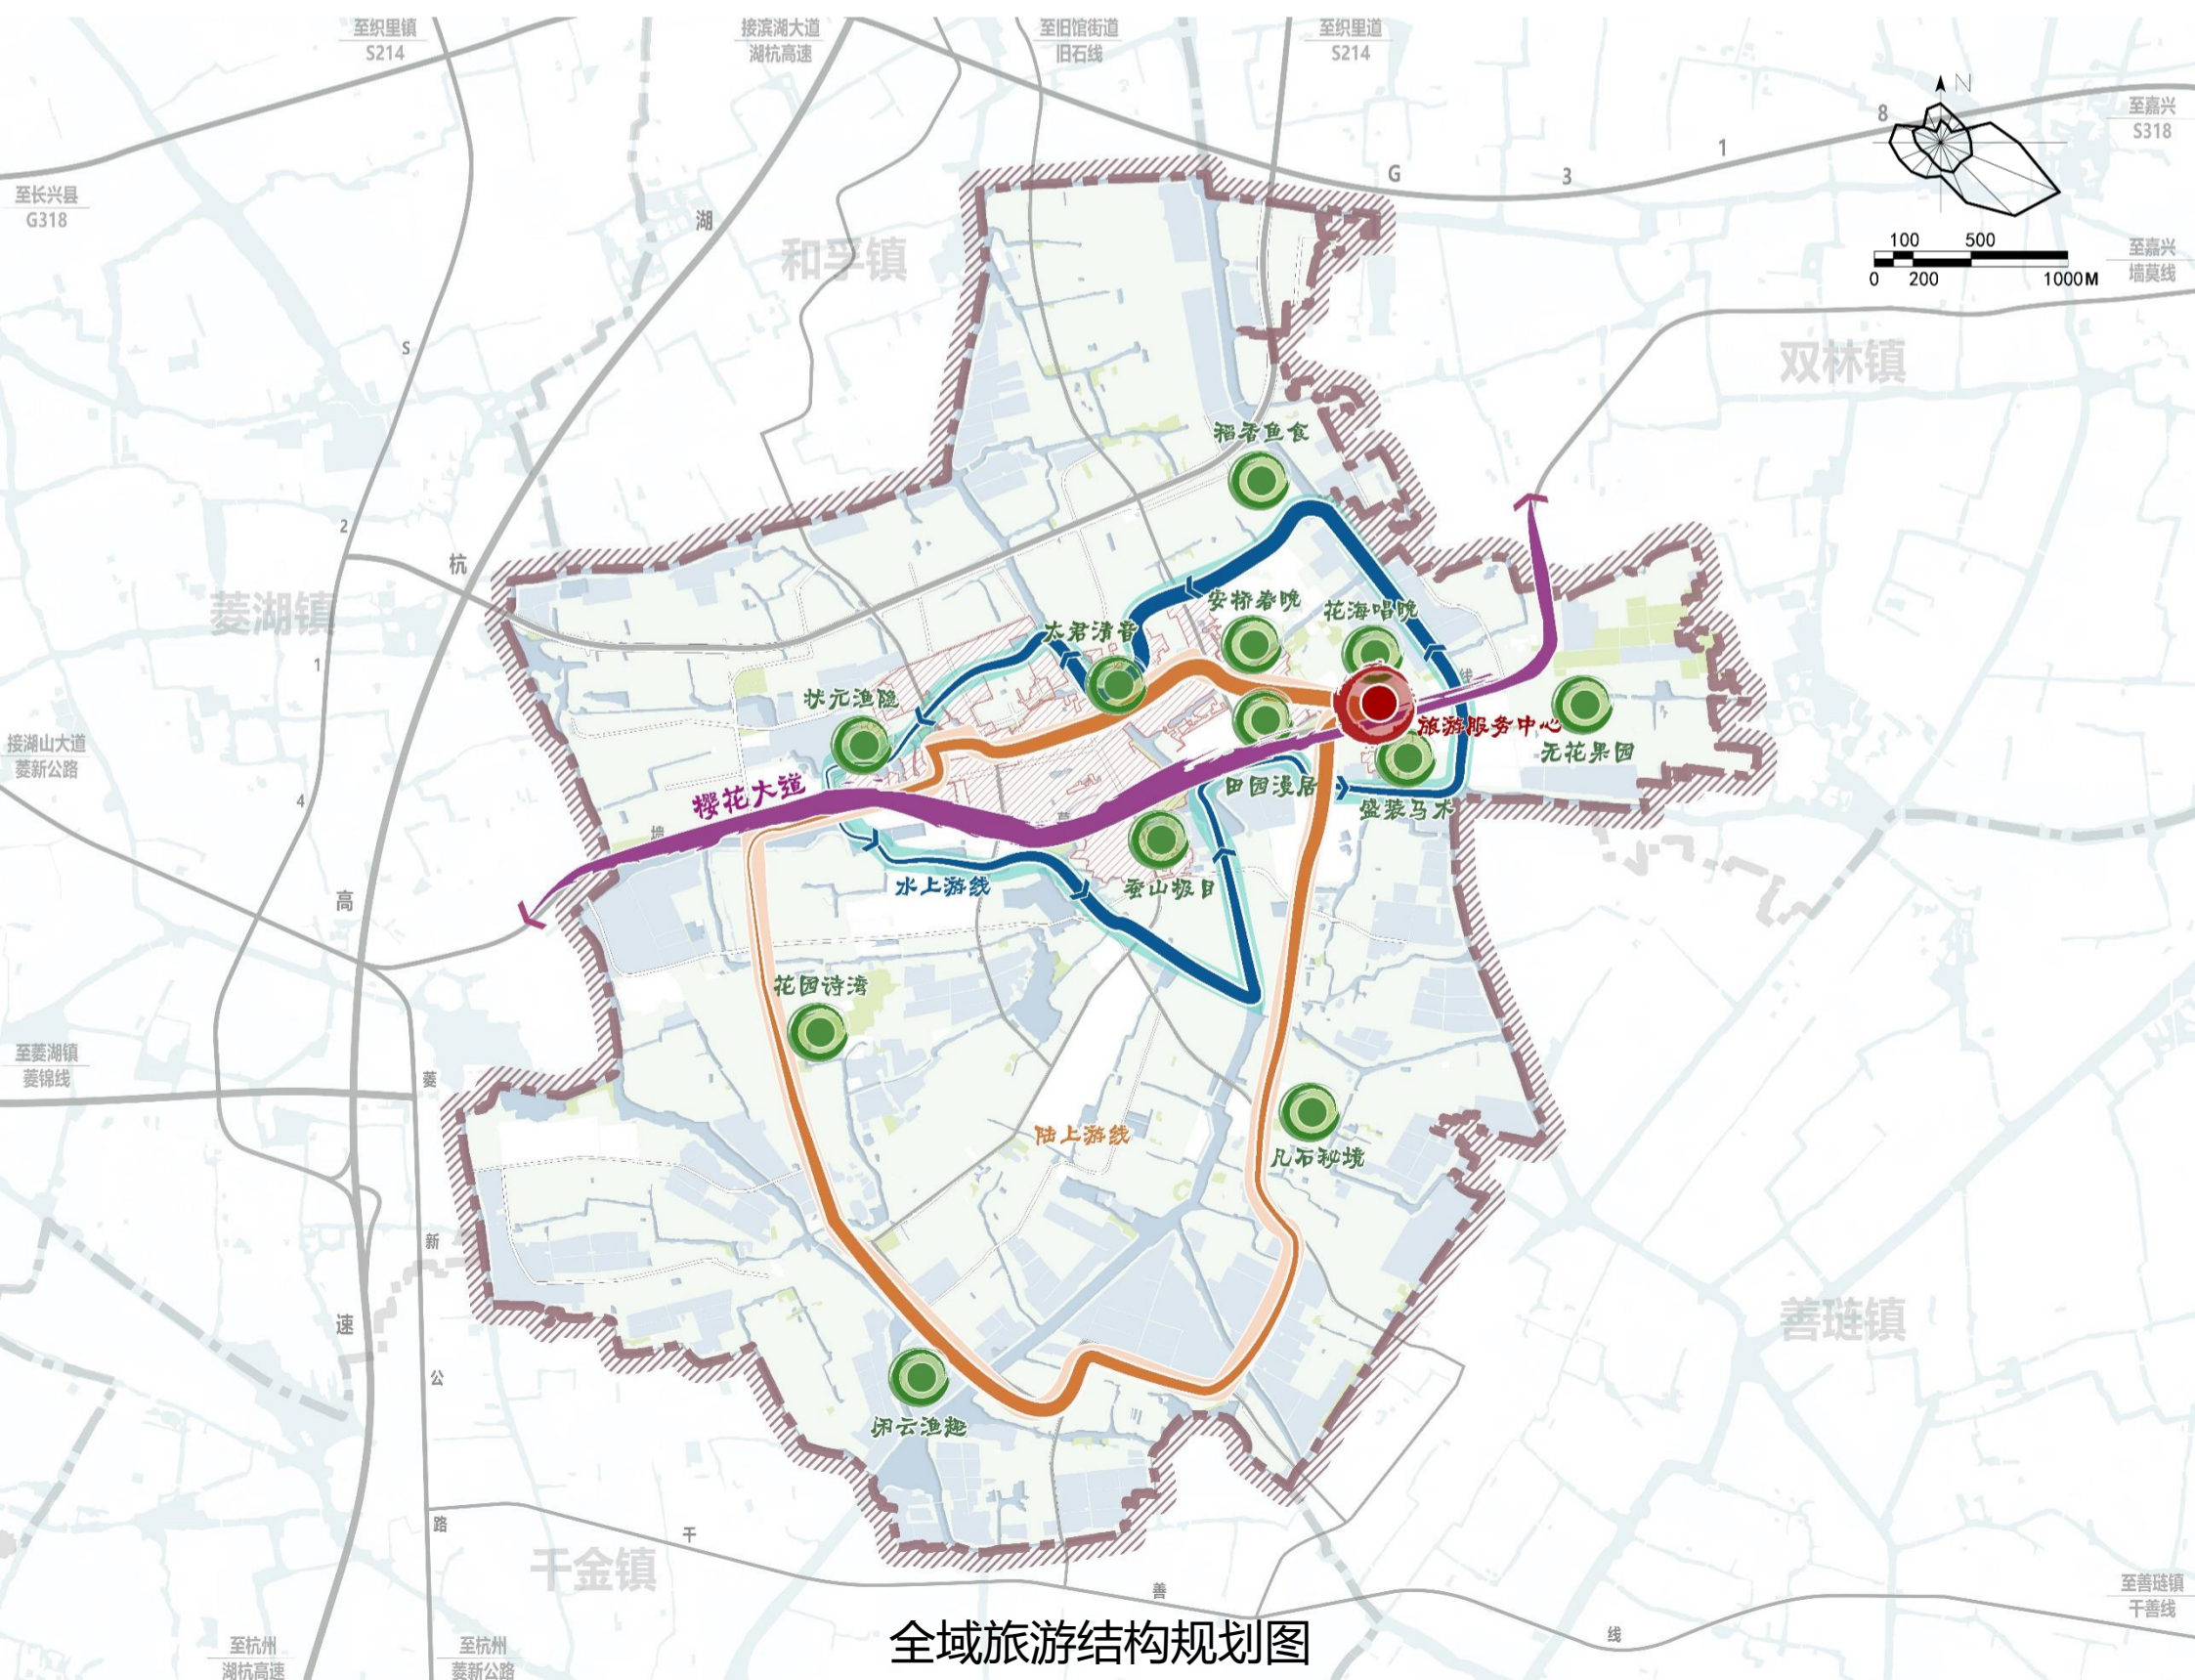 至织里镇
S214
接滨湖大道
湖杭高速
至旧馆街道
旧石线
至织里道
S214
N
8
至嘉兴
S318
1
G
3
至长兴县
G318
湖
和孚镇
100 500
0 200 1000M
至嘉兴
墙莫线
S
双林镇
稻香鱼食
2
杭
菱湖镇
安桥春晚
花海唱晚
太君清音
1
线
状元渔隐
旅游服务中心
无花果园
接湖山大道
菱新公路
樱花大道
田园漫居
盛装马术
4
墙
莫
水上游线
蚕山极目
高
花园诗湾
至菱湖镇
菱锦线
菱
陆上游线
凡石秘境
新
速
善琏镇
公
闲云渔趣
路
干
千金镇
善
至善琏镇
干善线
线
全域旅游结构规划图
至杭州
湖杭高速
至杭州
菱新公路